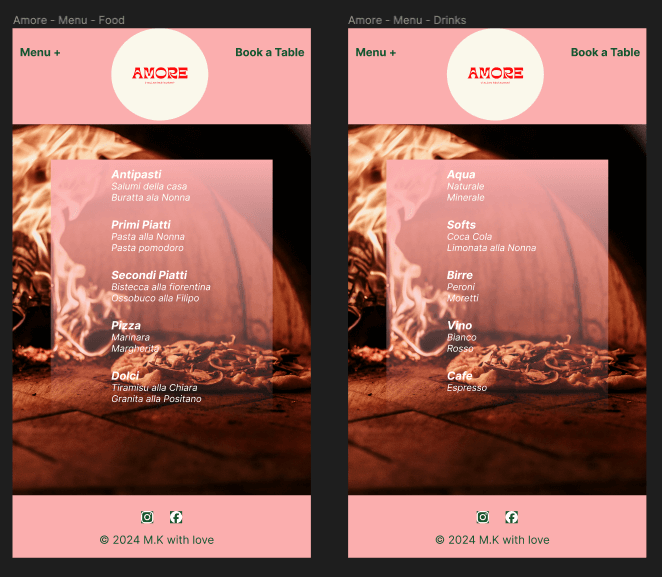 Amore - Menu - Food
Menu +
AMORE
Book a Table
Antipasti
Salumi della casa
Buratta ala Nonna
Primi Piatti
Pasta alla Nonna
Pasta pomodoro
Secondi Piatti
Bistecca alla fiorentina
Ossobuco alla Filipo
Pizza
Marinara
Margherita
Dolci
Tiramisu alla Chiara
Granita alla Positano
© 2024 M.K with love
Amore - Menu - Drinks
Menu +
AMORE
Book a Table
Aqua
Naturale
Minerale
Softs
Coca Cola
Limonata alla Nonna
Birre
Peroni
Moretti
Vino
Bianco
Rosso
Cafe
Espresso
© 2024 M.K with love